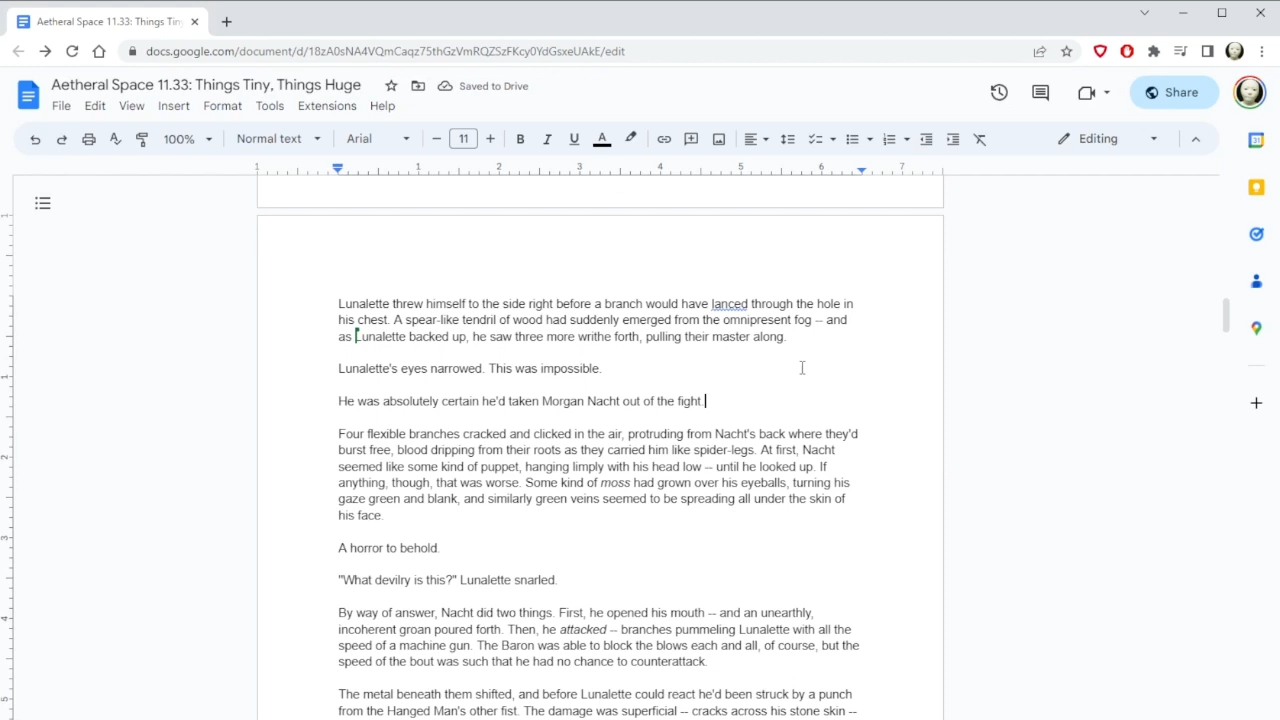 Aetheral Space 11.33: Things Tin
docs.google.com/document/d/18zA0sNA4VQmCaqz75thGzVmRQZSzFKcy0YdGsxeUAkE/edit
Aetheral Space 11.33: Things Tiny, Things Huge
Saved to Drive
File Edit View Insert Format Tools Extensions Help
Share
100% Normal text Arial 11 B I U A Editing
1 1 2 3 4 5 6 7
Lunalette threw himself to the side right before a branch would have lanced through the hole in
his chest. A spear-like tendril of wood had suddenly emerged from the omnipresent fog -- and
as Lunalette backed up, he saw three more writhe forth, pulling their master along.
Lunalette's eyes narrowed. This was impossible.
He was absolutely certain he'd taken Morgan Nacht out of the fight.
Four flexible branches cracked and clicked in the air, protruding from Nacht's back where they'd
burst free, blood dripping from their roots as they carried him like spider-legs. At first, Nacht
seemed like some kind of puppet, hanging limply with his head low -- until he looked up. If
anything, though, that was worse. Some kind of moss had grown over his eyeballs, turning his
gaze green and blank, and similarly green veins seemed to be spreading all under the skin of
his face.
A horror to behold.
"What devilry is this?" Lunalette snarled.
By way of answer, Nacht did two things. First, he opened his mouth -- and an unearthly,
incoherent groan poured forth. Then, he attacked -- branches pummeling Lunalette with all the
speed of a machine gun. The Baron was able to block the blows each and all, of course, but the
speed of the bout was such that he had no chance to counterattack.
The metal beneath them shifted, and before Lunalette could react he'd been struck by a punch
from the Hanged Man's other fist. The damage was superficial -- cracks across his stone skin --